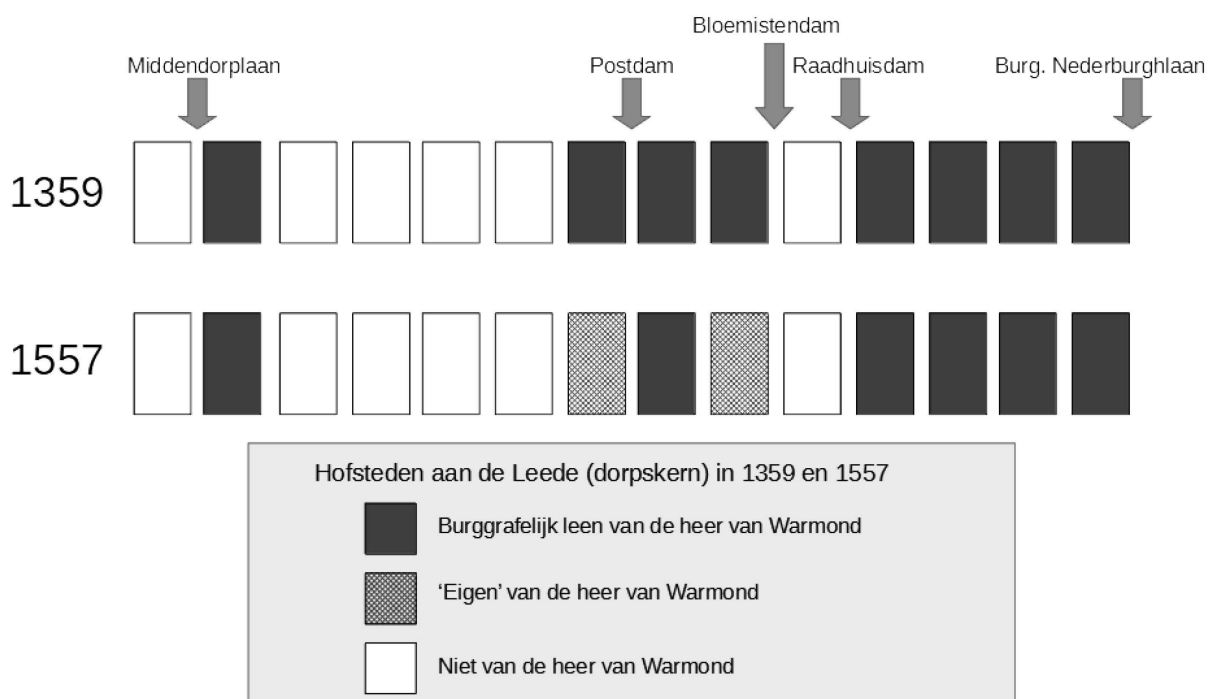 Bloemistendam
Middendorplaan Postdam Raadhuisdam Burg. Nederburghlaan
1359
1557
Hofsteden aan de Leede (dorpskern) in 1359 en 1557
Burggrafelijk leen van de heer van Warmond
‘Eigen’ van de heer van Warmond
Niet van de heer van Warmond